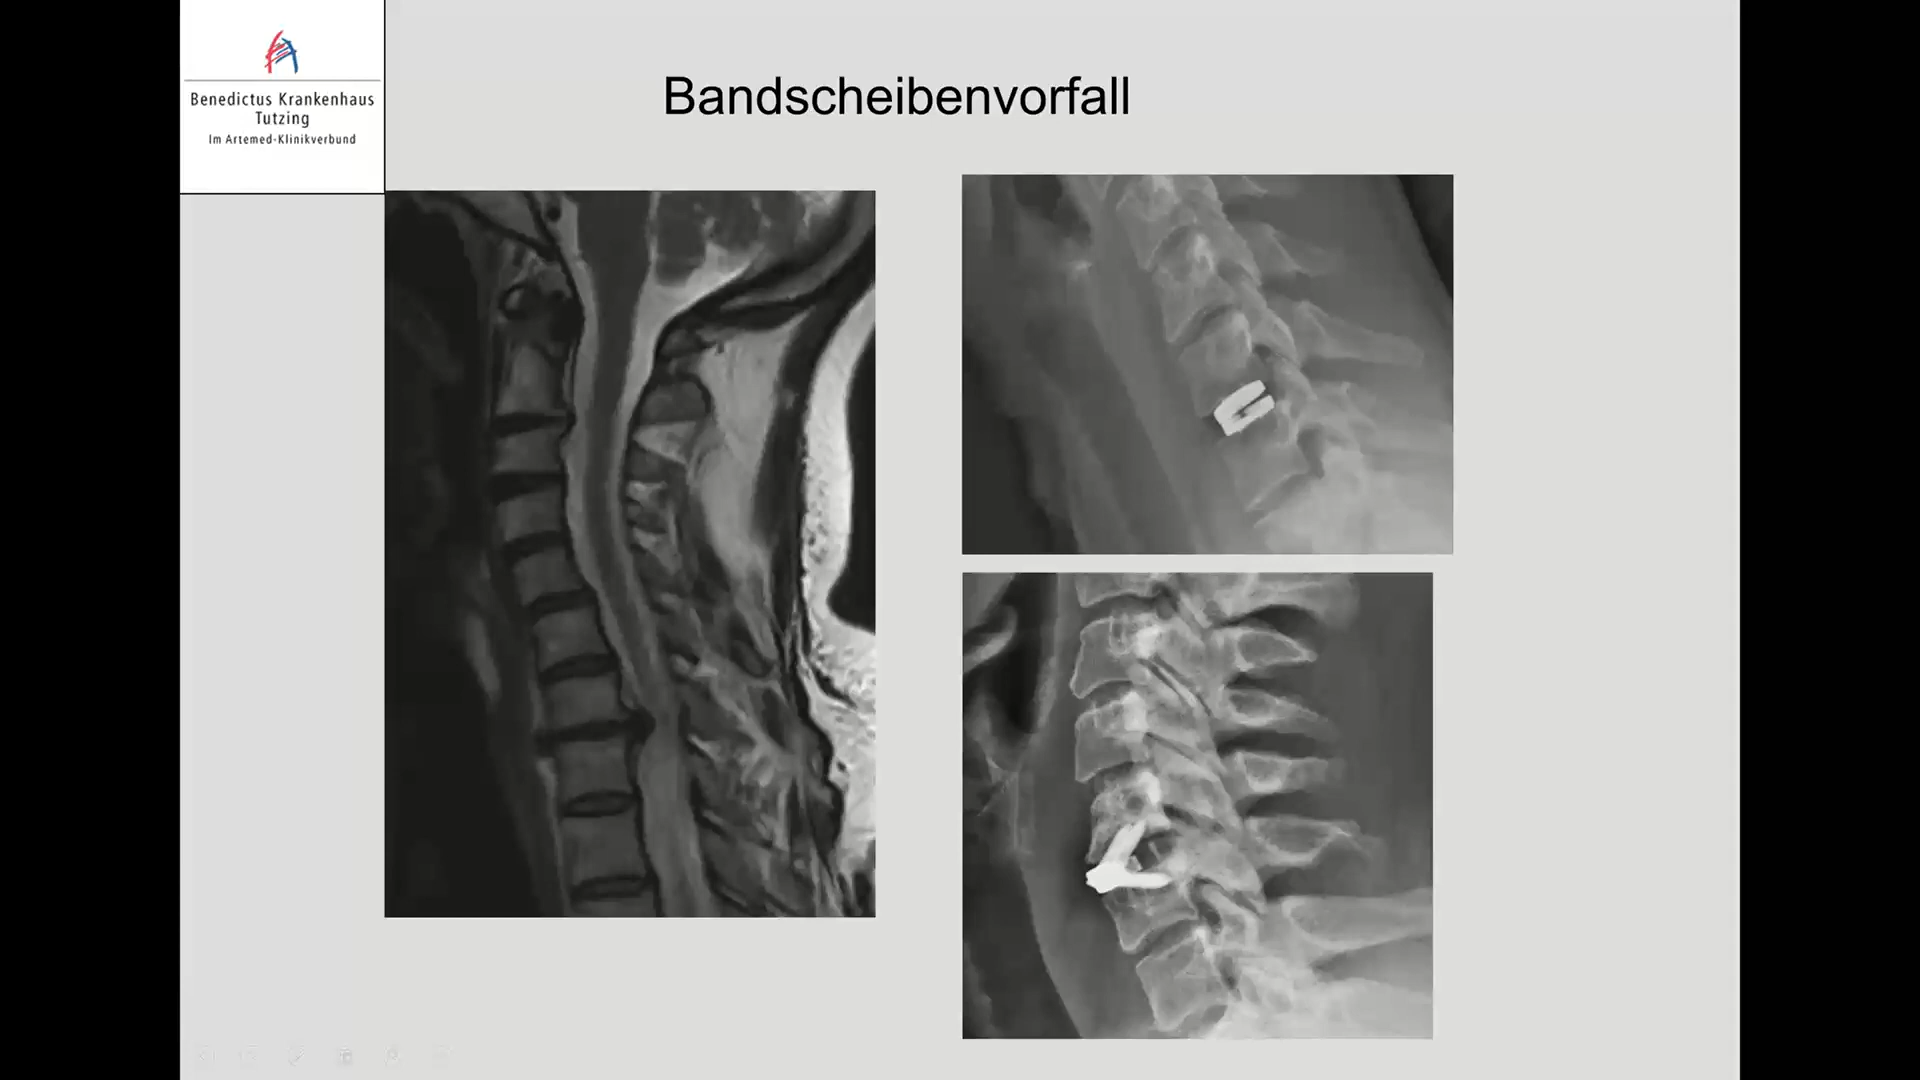 Benedictus Krankenhaus
Tutzing
Im Artemed-Klinikverbund
Bandscheibenvorfall